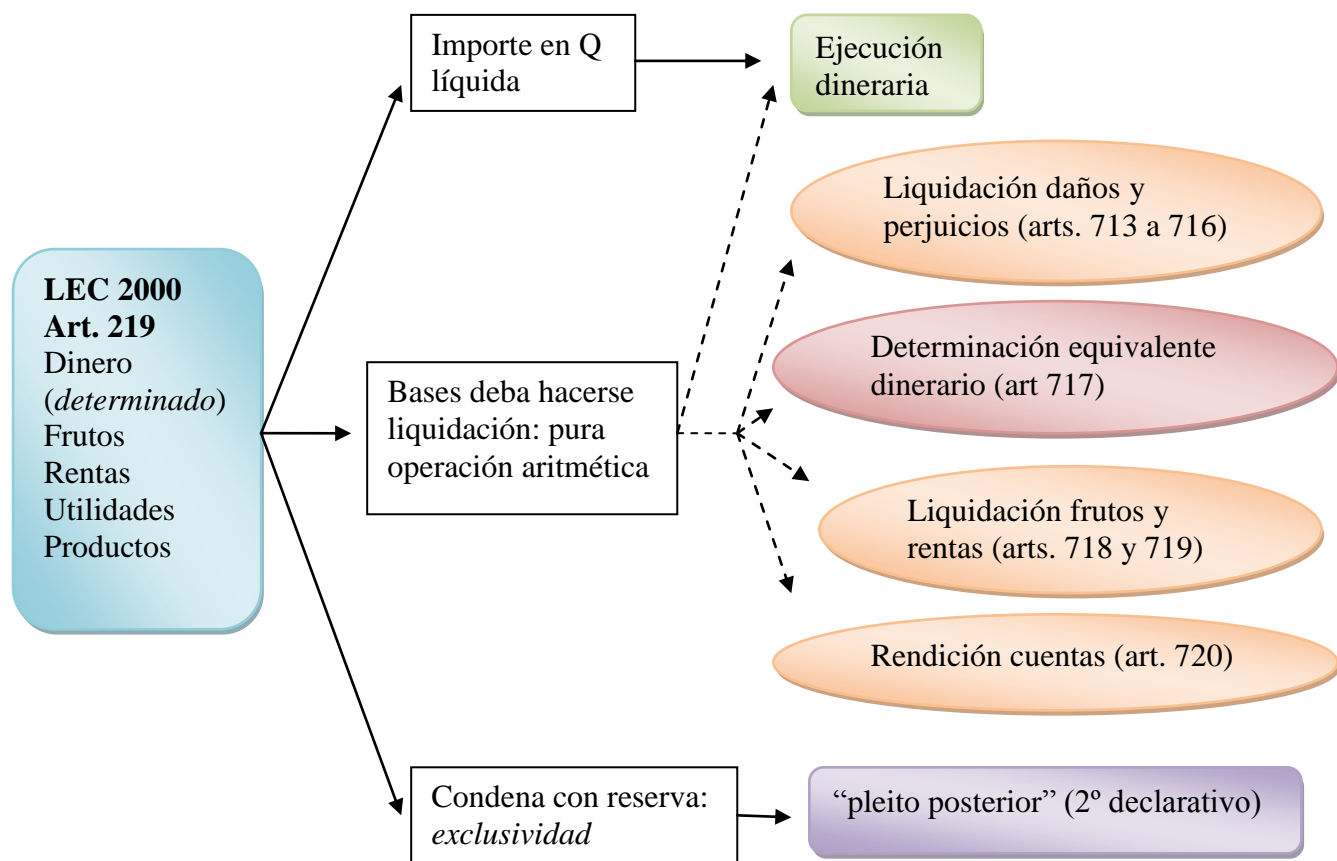 LEC 2000
Art. 219
Dinero
(determinado)
Frutos
Rentas
Utilidades
Productos
Importe en Q
líquida
Ejecución
dineraria
Bases deba hacerse
liquidación: pura
operación aritmética
Liquidación daños y
perjuicios (arts. 713 a 716)
Determinación equivalente
dinerario (art 717)
Liquidación frutos y
rentas (arts. 718 y 719)
Rendición cuentas (art. 720)
Condena con reserva:
exclusividad
“pleito posterior” (2º declarativo)